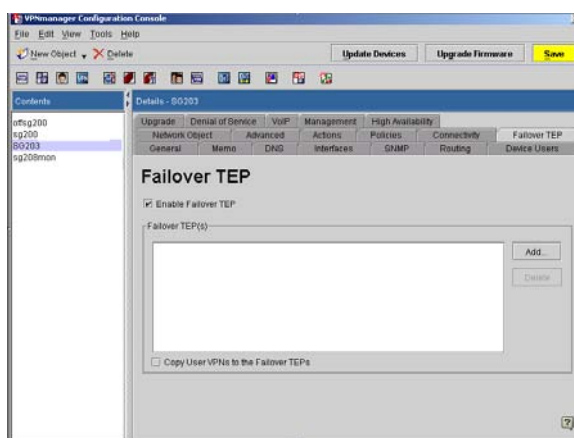 VPNmanager Configuration Console
File Edit View Tools Help
New Object Delete Update Devices Upgrade Firmware Save
Contents
Details - SG203
offsg200
sg200
SG203
sg208mon
Upgrade Denial of Service VoIP Management High Availability
Network Object Advanced Actions Policies Connectivity Failover TEP
General Memo DNS Interfaces SNMP Routing Device Users
Failover TEP
Enable Failover TEP
Failover TEP(s)
Add...
Delete
Copy User VPNs to the Failover TEPs
?